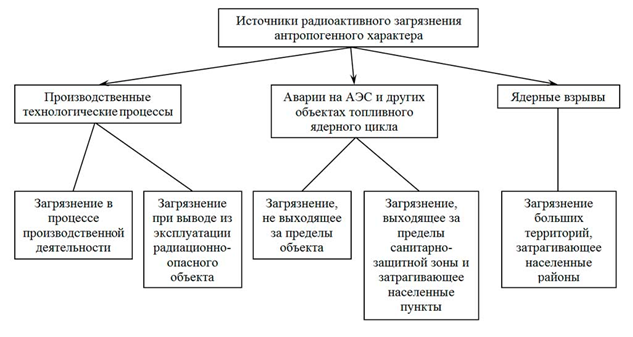 Источники радиоактивного загрязнения
антропогенного характера
Производственные
технологические процессы
Аварии на АЭС и других
объектах топливного
ядерного цикла
Ядерные взрывы
Загрязнение в
процессе
производственной
деятельности
Загрязнение
при выводе из
эксплуатации
радиационно-
опасного
объекта
Загрязнение,
не выходящее
за пределы
объекта
Загрязнение,
выходящее за
пределы
санитарно-
защитной зоны и
затрагивающее
населенные
пункты
Загрязнение
больших
территорий,
затрагивающее
населенные
районы